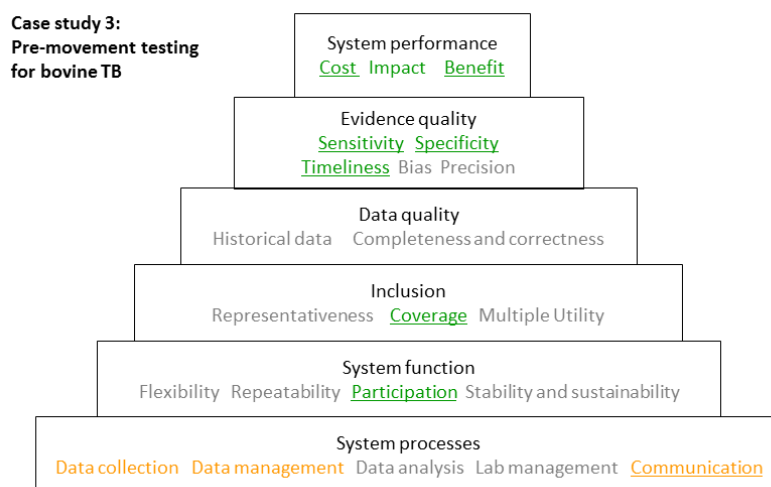 Case study 3:
Pre-movement testing
for bovine TB
System performance
Cost Impact Benefit
Evidence quality
Sensitivity Specificity
Timeliness Bias Precision
Data quality
Historical data Completeness and correctness
Inclusion
Representativeness Coverage Multiple Utility
System function
Flexibility Repeatability Participation Stability and sustainability
System processes
Data collection Data management Data analysis Lab management Communication